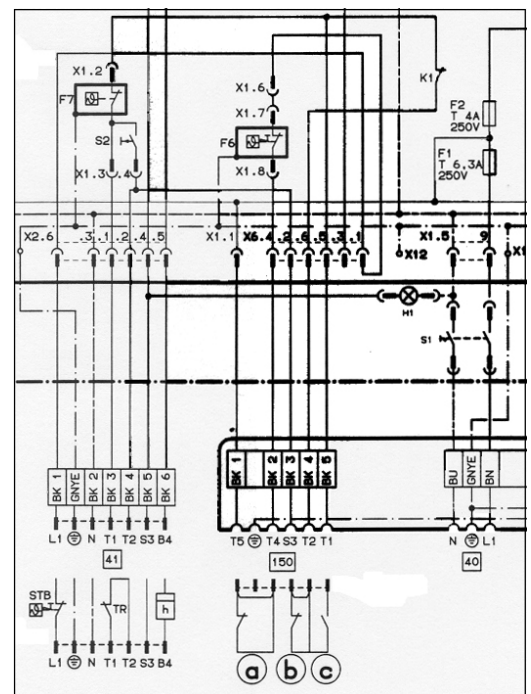 X1.2
X1.6
K1
F7
X1.7
F2
T 4A
250V
S2
F6
F1
T 6.3A
250V
X1.3 .4
X1.8
X2.6 .3 .1 .2 .4 .5 X1.1 X6.4 .2 .6 .5 .3 .1 X1.5 9
X12 X1
H1
S1
BK 1 GNYE BK 2 BK 3 BK 4 BK 5 BK 6 BK 1 BK 2 BK 3 BK 4 BK 5 BU GNYE BN
L1 N T1 T2 S3 B4 T5 T4 S3 T2 T1 N L1
41 150 40
STB TR h
L1 N T1 T2 S3 B4 a b c